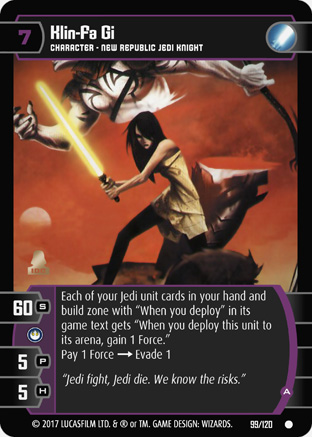 7 Klin-Fa Gi
CHARACTER • NEW REPUBLIC JEDI KNIGHT
60 S
5 P
5 H
Each of your Jedi unit cards in your hand and
build zone with “When you deploy” in its
game text gets “When you deploy this unit to
its arena, gain 1 Force.”
Pay 1 Force → Evade 1
“Jedi fight, Jedi die. We know the risks.”
A
© 2017 LUCASFILM LTD. & ® or TM. GAME DESIGN: WIZARDS. 99/120